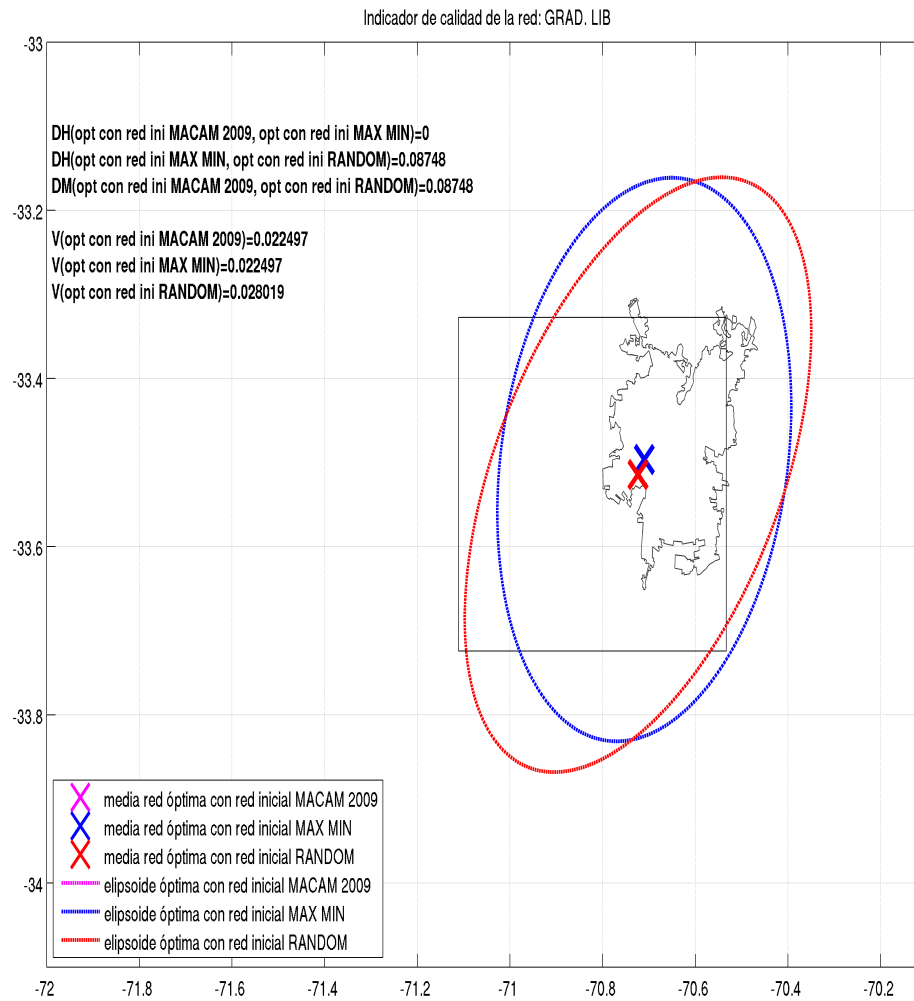 Indicador de calidad de la red: GRAD. LIB
-33
DH(opt con red ini MACAM 2009, opt con red ini MAX MIN)=0
DH(opt con red ini MAX MIN, opt con red ini RANDOM)=0.08748
DM(opt con red ini MACAM 2009, opt con red ini RANDOM)=0.08748
-33.2
V(opt con red ini MACAM 2009)=0.022497
V(opt con red ini MAX MIN)=0.022497
V(opt con red ini RANDOM)=0.028019
-33.4
-33.6
-33.8
media red óptima con red inicial MACAM 2009
media red óptima con red inicial MAX MIN
media red óptima con red inicial RANDOM
-34
elipsoide óptima con red inicial MACAM 2009
elipsoide óptima con red inicial MAX MIN
elipsoide óptima con red inicial RANDOM
-72 -71.8 -71.6 -71.4 -71.2 -71 -70.8 -70.6 -70.4 -70.2